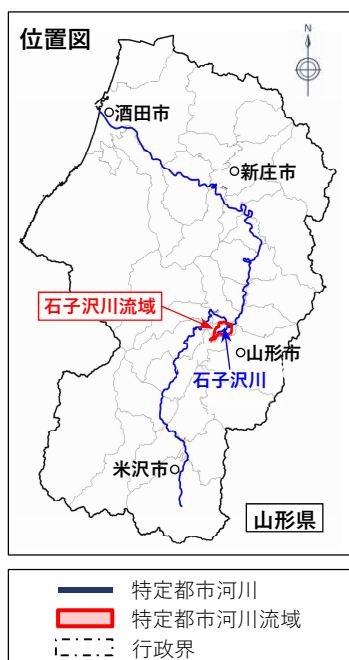 位置図
N
酒田市
新庄市
石子沢川流域
山形市
石子沢川
米沢市
山形県
特定都市河川
特定都市河川流域
行政界